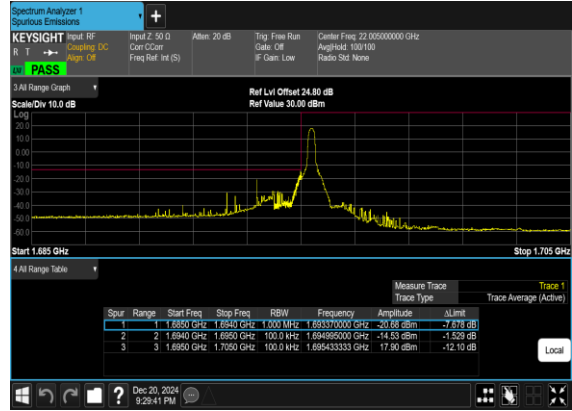 Spectrum Analyzer 1
Spurious Emissions
KEYSIGHT Input: RF Input Z: 50 Ω Atten: 20 dB Trig: Free Run Center Freq: 22.005000000 GHz
R T Coupling: DC Corr CCorr Gate: Off Avg|Hold: 100/100
Align: Off Freq Ref: Int (S) IF Gain: Low Radio Std: None
PASS
3 All Range Graph
Ref Lvl Offset 24.80 dB
Scale/Div 10.0 dB Ref Value 30.00 dBm
Log
20.0
10.0
0.00
-10.0
-20.0
-30.0
-40.0
-50.0
-60.0
Start 1.685 GHz Stop 1.705 GHz
4 All Range Table
Measure Trace Trace 1
Trace Type Trace Average (Active)
Spur Range Start Freq Stop Freq RBW Frequency Amplitude ΔLimit
1 1 1.6850 GHz 1.6940 GHz 1.000 MHz 1.693370000 GHz -20.68 dBm -7.678 dB
2 2 1.6940 GHz 1.6950 GHz 100.0 kHz 1.694995000 GHz -14.53 dBm -1.529 dB
3 3 1.6950 GHz 1.7050 GHz 100.0 kHz 1.695433333 GHz 17.90 dBm -12.10 dB
Local
? Dec 20, 2024
9:29:41 PM